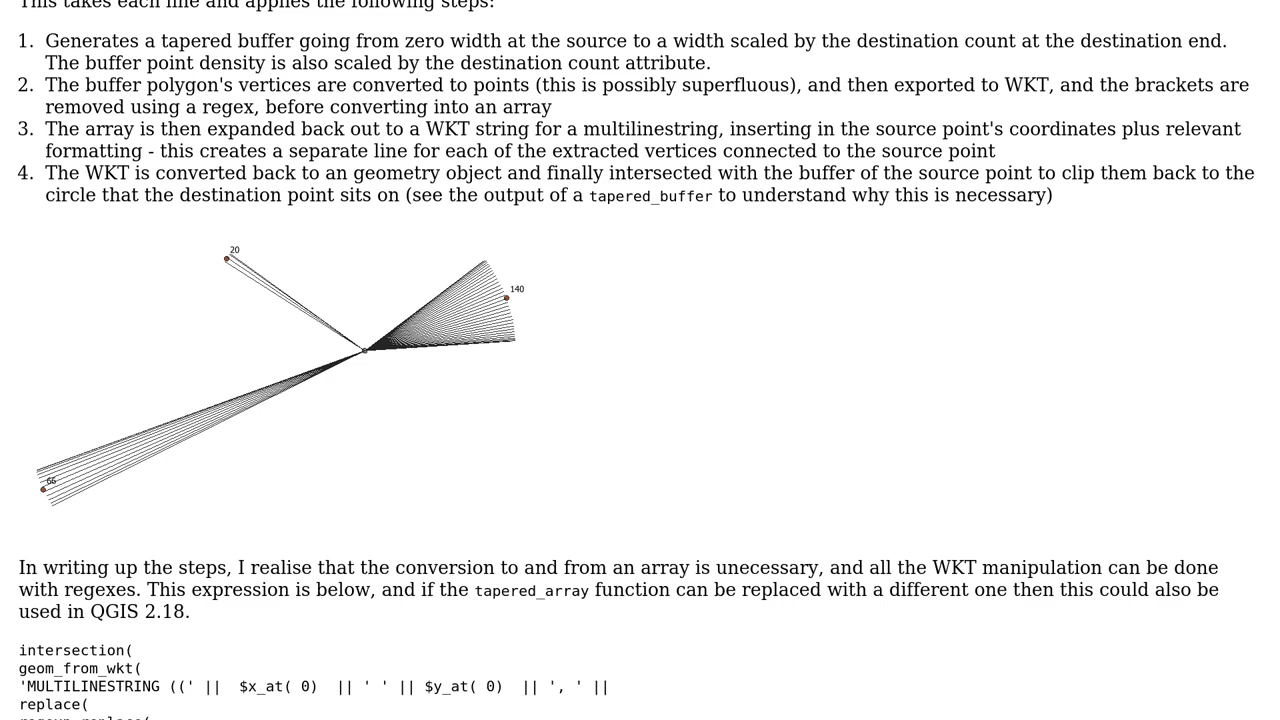 This takes each line and applies the following steps:
1. Generates a tapered buffer going from zero width at the source to a width scaled by the destination count at the destination end.
The buffer point density is also scaled by the destination count attribute.
2. The buffer polygon's vertices are converted to points (this is possibly superfluous), and then exported to WKT, and the brackets are
removed using a regex, before converting into an array
3. The array is then expanded back out to a WKT string for a multilinestring, inserting in the source point's coordinates plus relevant
formatting - this creates a separate line for each of the extracted vertices connected to the source point
4. The WKT is converted back to an geometry object and finally intersected with the buffer of the source point to clip them back to the
circle that the destination point sits on (see the output of a tapered_buffer to understand why this is necessary)
20
140
66
In writing up the steps, I realise that the conversion to and from an array is unecessary, and all the WKT manipulation can be done
with regexes. This expression is below, and if the tapered_array function can be replaced with a different one then this could also be
used in QGIS 2.18.
intersection(
geom_from_wkt(
'MULTILINESTRING ((' ||  $x_at( 0)  || ' ' || $y_at( 0)  || ', ' ||
replace(
regexp_replace(